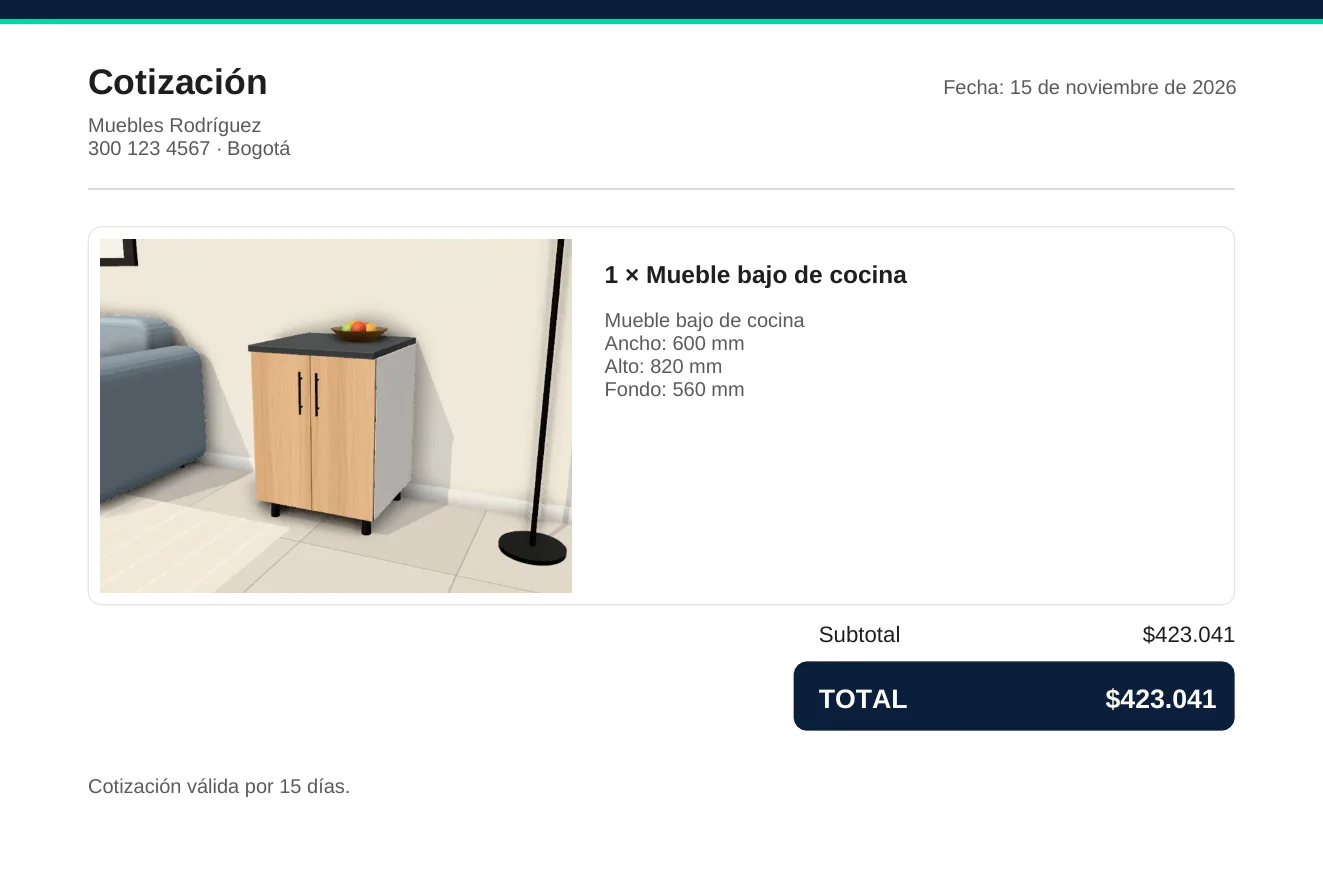 Cotización
Fecha: 15 de noviembre de 2026
Muebles Rodríguez
300 123 4567 · Bogotá
1 × Mueble bajo de cocina
Mueble bajo de cocina
Ancho: 600 mm
Alto: 820 mm
Fondo: 560 mm
Subtotal $423.041
TOTAL $423.041
Cotización válida por 15 días.